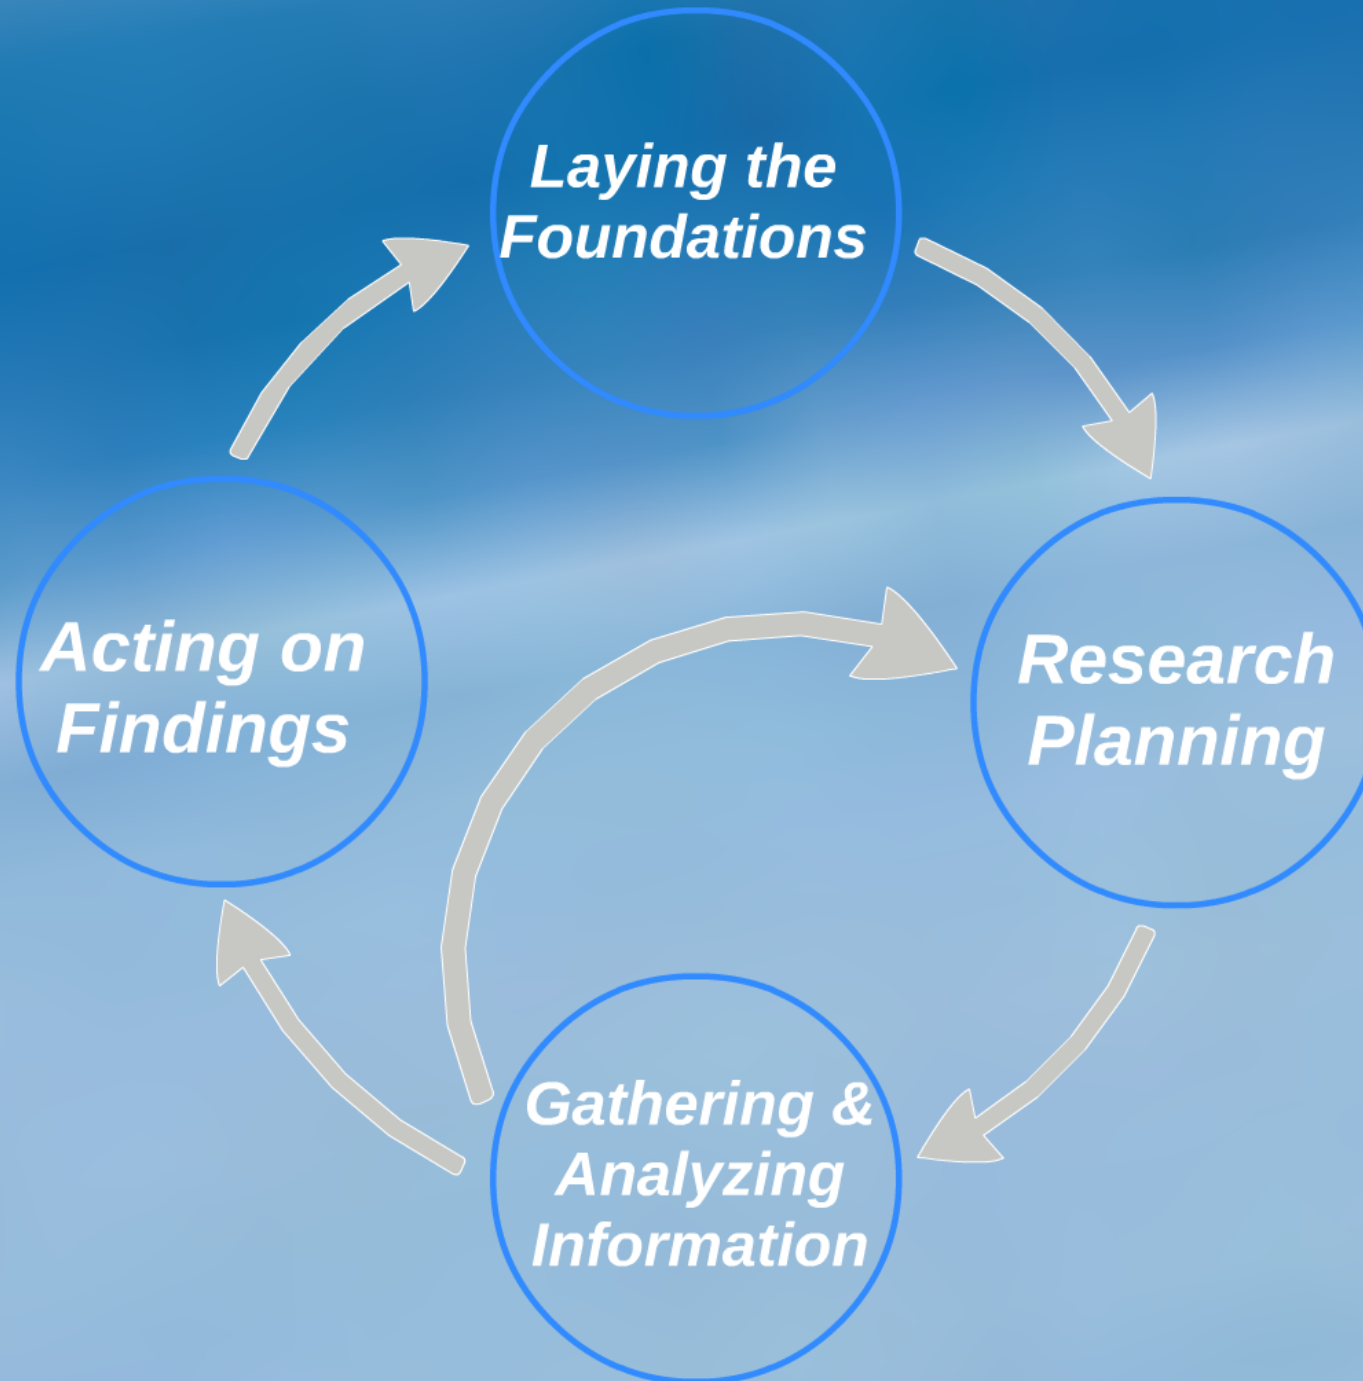 Laying the
Foundations
Acting on
Findings
Research
Planning
Gathering &
Analyzing
Information